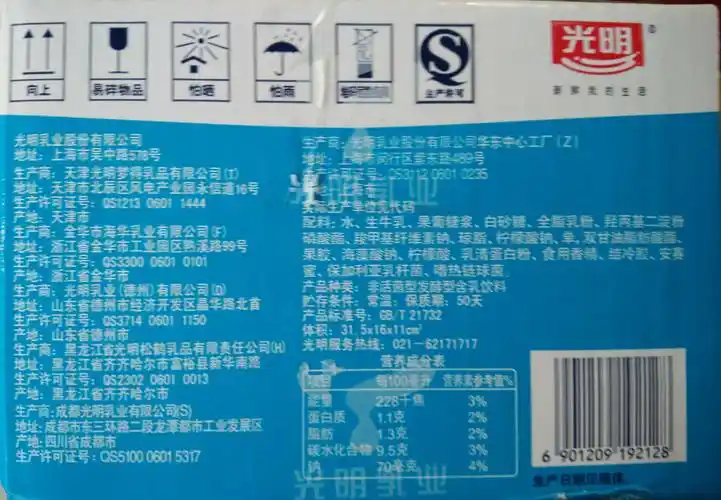 向上
易碎物品
怕晒
怕雨
生产许可
光明
新鲜我的生活
光明乳业股份有限公司
地址: 上海市吴中路578号
生产商: 天津光明梦得乳品有限公司(T)
地址: 天津市北辰区风电产业园永信道16号
生产许可证号: QS1213 0601 1444
产地: 天津市
生产商: 金华市海华乳业有限公司(F)
地址: 浙江省金华市工业园区熟溪路99号
生产许可证号: QS3300 0601 0101
产地: 浙江省金华市
生产商: 光明乳业(德州)有限公司(D)
地址: 山东省德州市经济开发区晶华路北首
生产许可证号: QS3714 0601 1150
产地: 山东省德州市
生产商: 黑龙江省光明松鹤乳品有限责任公司(H)
地址: 黑龙江省齐齐哈尔市富裕县新华南路
生产许可证号: QS2302 0601 0013
产地: 黑龙江省齐齐哈尔市
生产商: 成都光明乳业有限公司(S)
地址: 成都市东三环路二段龙潭都市工业发展区
产地: 四川省成都市
生产许可证号: QS5100 0601 5317
生产商: 光明乳业股份有限公司华东中心工厂(Z)
地址: 上海市闵行区紫东路489号
生产许可证号: QS3112 0601 0235
光明乳业
配料: 水、生牛乳、果葡糖浆、白砂糖、全脂乳粉、羟丙基二淀粉
磷酸酯、羧甲基纤维素钠、琼脂、柠檬酸钠、单,双甘油脂肪酸酯、
果胶、海藻酸钠、柠檬酸、乳清蛋白粉、食用香精、结冷胶、安赛
蜜、保加利亚乳杆菌、嗜热链球菌。
产品种类: 非活菌型发酵型含乳饮料
贮存条件: 常温; 保质期: 50天
产品标准号: GB/T 21732
体积: 31.5x16x11cm³
光明服务热线: 021-62171717
营养成分表
项目 每100毫升 营养素参考值%
能量 228千焦 3%
蛋白质 1.1克 2%
脂肪 1.3克 2%
碳水化合物 9.5克 3%
钠 70毫克 4%
光明乳业
6 901209 192128